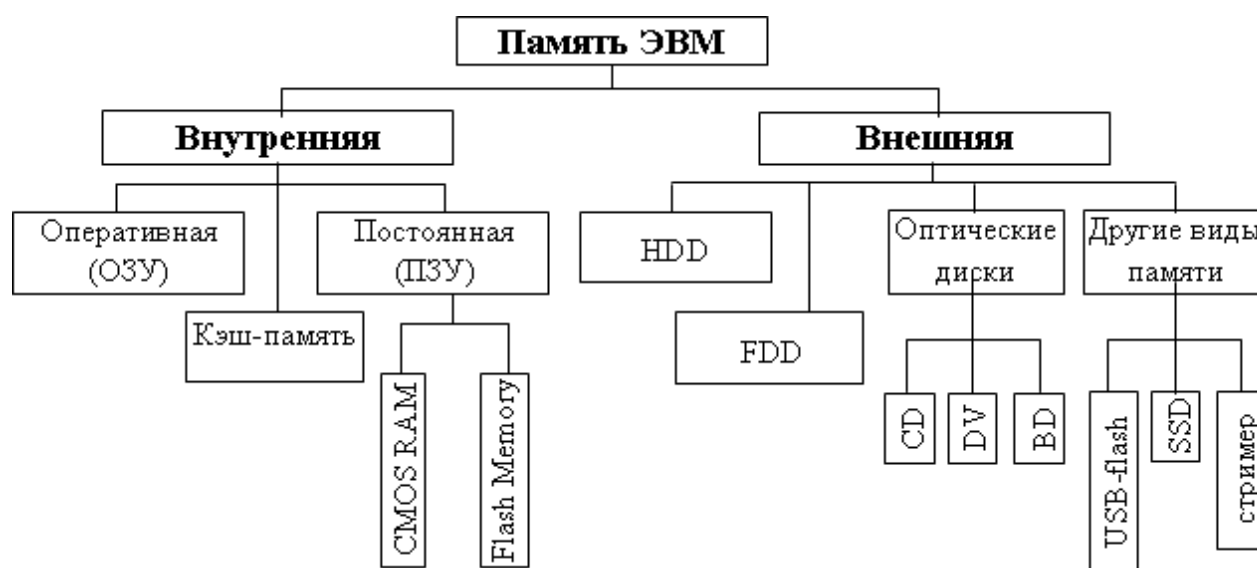 Память ЭВМ
Внутренняя
Внешняя
Оперативная
(ОЗУ)
Постоянная
(ПЗУ)
HDD
Оптические
диски
Другие виды
памяти
Кэш-память
FDD
CMOS RAM
Flash Memory
CD
DV
BD
USB-flash
SSD
стример